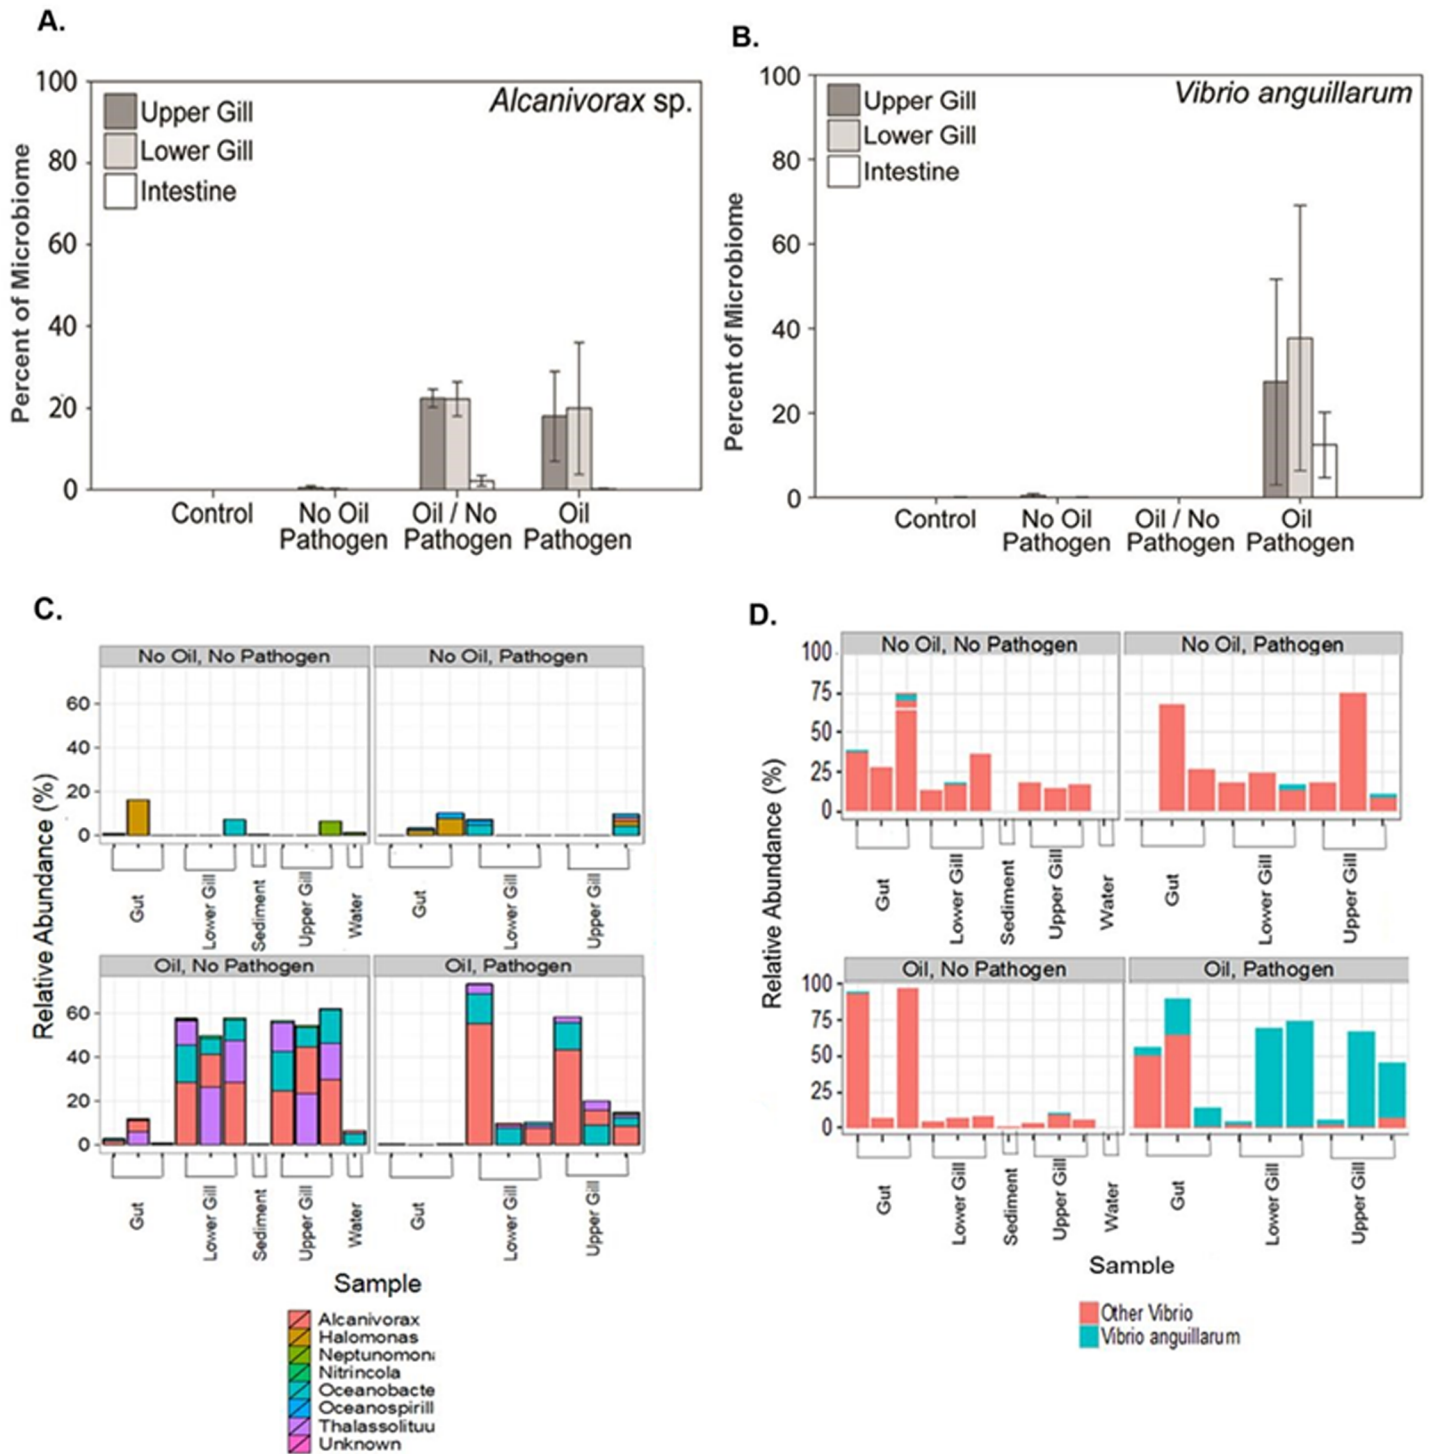 A.
Percent of Microbiome
100
80
60
40
20
0
Alcanivorax sp.
Upper Gill
Lower Gill
Intestine
Control
No Oil
Pathogen
Oil / No
Pathogen
Oil
Pathogen
B.
Percent of Microbiome
100
80
60
40
20
0
Vibrio anguillarum
Upper Gill
Lower Gill
Intestine
Control
No Oil
Pathogen
Oil / No
Pathogen
Oil
Pathogen
C.
Relative Abundance (%)
No Oil, No Pathogen
No Oil, Pathogen
60
40
20
0
Gut
Lower Gill
Sediment
Upper Gill
Water
Gut
Lower Gill
Upper Gill
Oil, No Pathogen
Oil, Pathogen
60
40
20
0
Gut
Lower Gill
Sediment
Upper Gill
Water
Gut
Lower Gill
Upper Gill
Sample
Alcanivorax
Halomonas
Neptunomona
Nitrincola
Oceanobacte
Oceanospirill
Thalassolituu
Unknown
D.
Relative Abundance (%)
No Oil, No Pathogen
No Oil, Pathogen
100
75
50
25
0
Gut
Lower Gill
Sediment
Upper Gill
Water
Gut
Lower Gill
Upper Gill
Oil, No Pathogen
Oil, Pathogen
100
75
50
25
0
Gut
Lower Gill
Sediment
Upper Gill
Water
Gut
Lower Gill
Upper Gill
Sample
Other Vibrio
Vibrio anguillarum